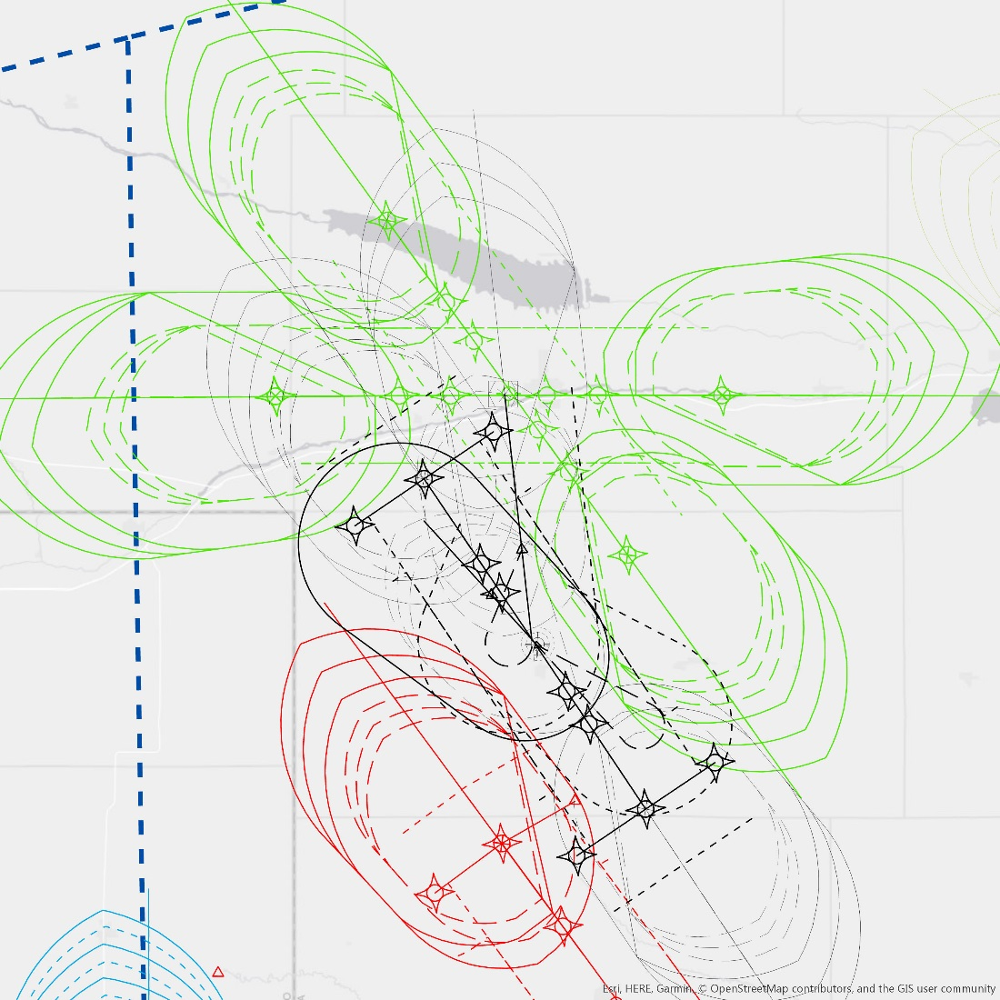 Esri, HERE, Garmin, © OpenStreetMap contributors, and the GIS user community